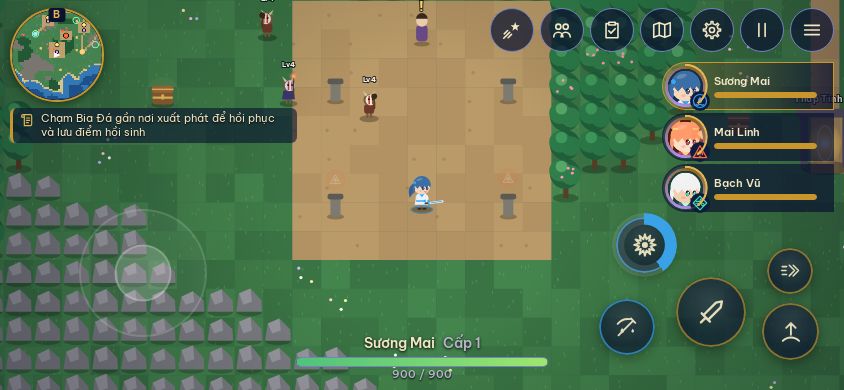 B
Chạm Bia Đá gần nơi xuất phát để hồi phục
và lưu điểm hồi sinh
Lv4
Lv4
Sương Mai
Mai Linh
Bạch Vũ
Sương Mai Cấp 1
900 / 900